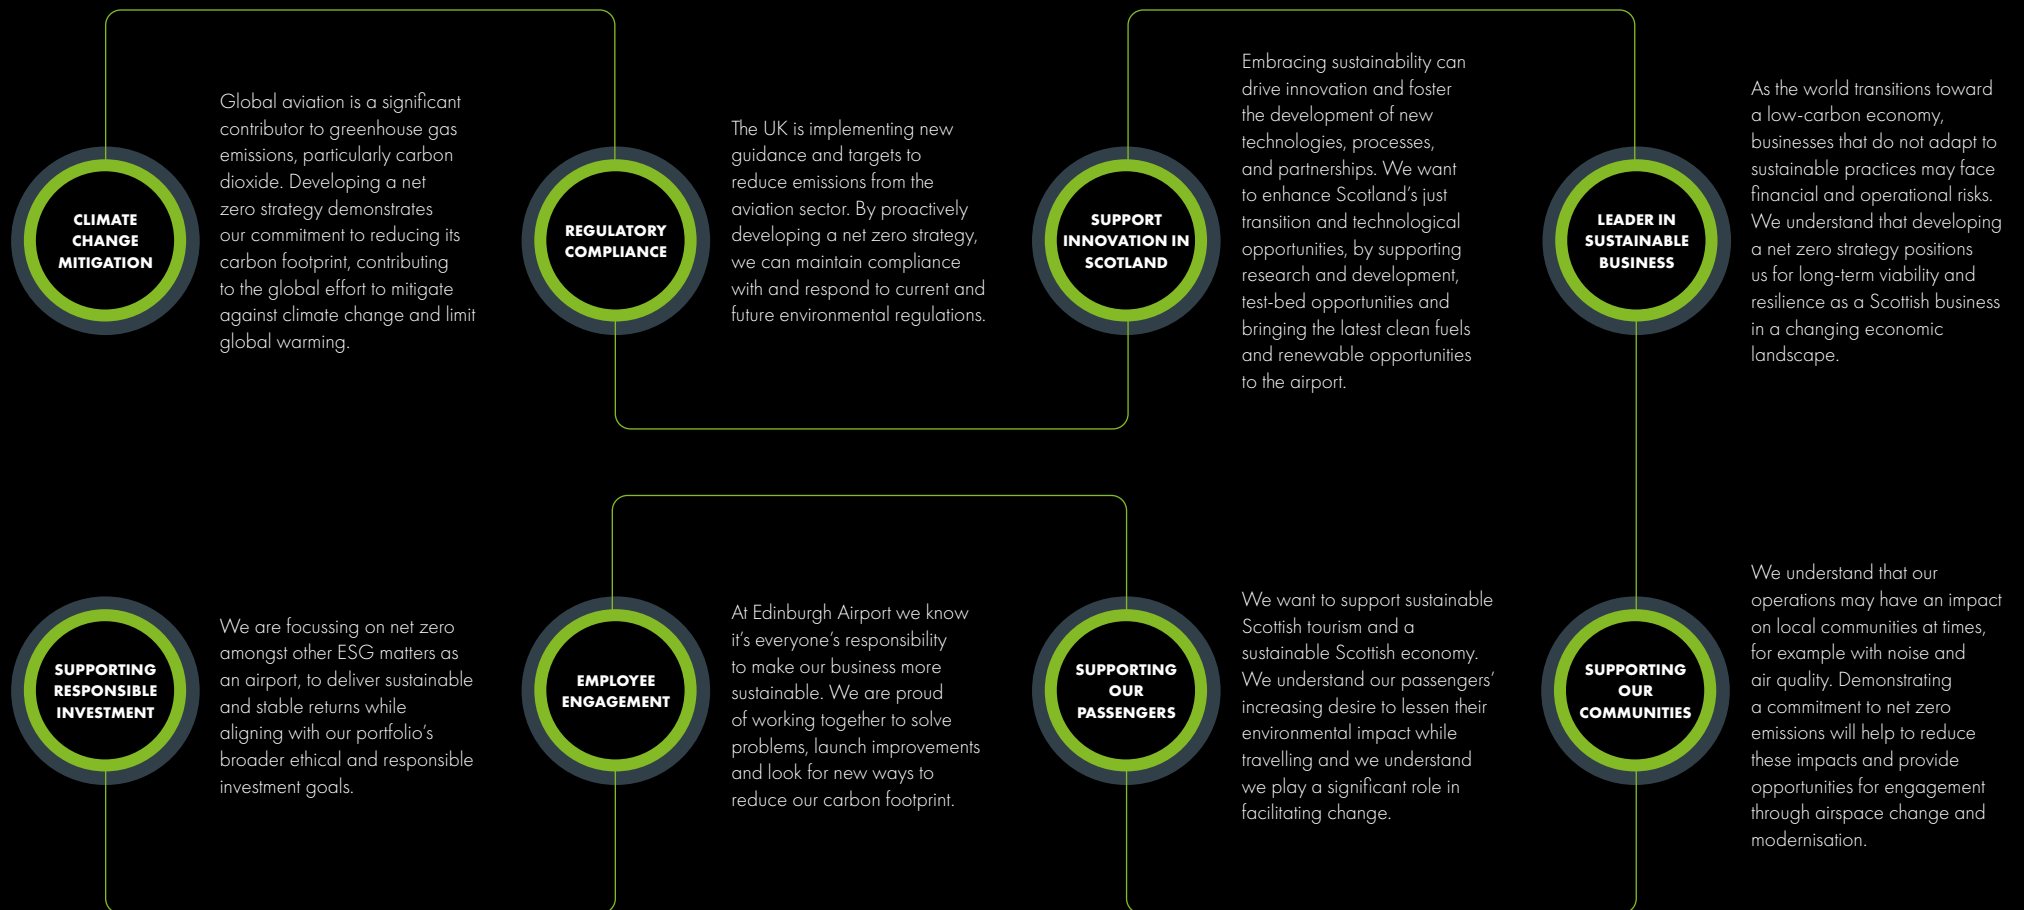 CLIMATE
CHANGE
MITIGATION
Global aviation is a significant
contributor to greenhouse gas
emissions, particularly carbon
dioxide. Developing a net
zero strategy demonstrates
our commitment to reducing its
carbon footprint, contributing
to the global effort to mitigate
against climate change and limit
global warming.
REGULATORY
COMPLIANCE
The UK is implementing new
guidance and targets to
reduce emissions from the
aviation sector. By proactively
developing a net zero strategy,
we can maintain compliance
with and respond to current and
future environmental regulations.
SUPPORT
INNOVATION IN
SCOTLAND
Embracing sustainability can
drive innovation and foster
the development of new
technologies, processes,
and partnerships. We want
to enhance Scotland’s just
transition and technological
opportunities, by supporting
research and development,
test-bed opportunities and
bringing the latest clean fuels
and renewable opportunities
to the airport.
LEADER IN
SUSTAINABLE
BUSINESS
As the world transitions toward
a low-carbon economy,
businesses that do not adapt to
sustainable practices may face
financial and operational risks.
We understand that developing
a net zero strategy positions
us for long-term viability and
resilience as a Scottish business
in a changing economic
landscape.
SUPPORTING
RESPONSIBLE
INVESTMENT
We are focussing on net zero
amongst other ESG matters as
an airport, to deliver sustainable
and stable returns while
aligning with our portfolio’s
broader ethical and responsible
investment goals.
EMPLOYEE
ENGAGEMENT
At Edinburgh Airport we know
it’s everyone’s responsibility
to make our business more
sustainable. We are proud
of working together to solve
problems, launch improvements
and look for new ways to
reduce our carbon footprint.
SUPPORTING
OUR
PASSENGERS
We want to support sustainable
Scottish tourism and a
sustainable Scottish economy.
We understand our passengers’
increasing desire to lessen their
environmental impact while
travelling and we understand
we play a significant role in
facilitating change.
SUPPORTING
OUR
COMMUNITIES
We understand that our
operations may have an impact
on local communities at times,
for example with noise and
air quality. Demonstrating
a commitment to net zero
emissions will help to reduce
these impacts and provide
opportunities for engagement
through airspace change and
modernisation.